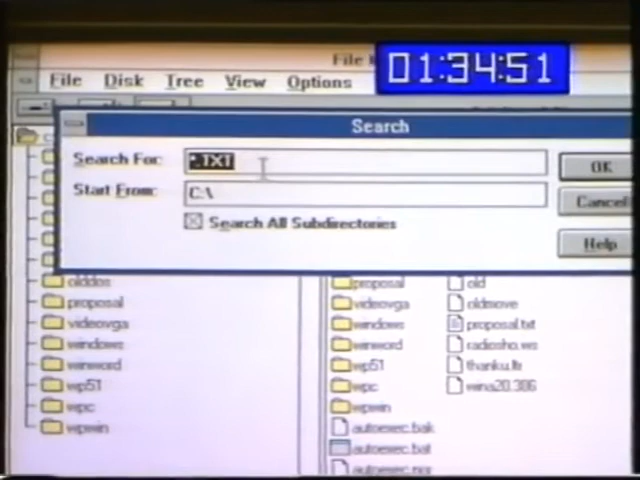 File
01:34:51
File Disk Tree View Options
Search
Search For: *.TXT OK
Start From: C:\ Cancel
Search All Subdirectories
Help
olddos proposal old
proposal videovga oldmove
videovga windows proposal.txt
windows winword radiosho.ws
winword wp51 thanku.ltr
wp51 wpc wina20.386
wpc wpwin
wpwin autoexec.bak
autoexec.bat